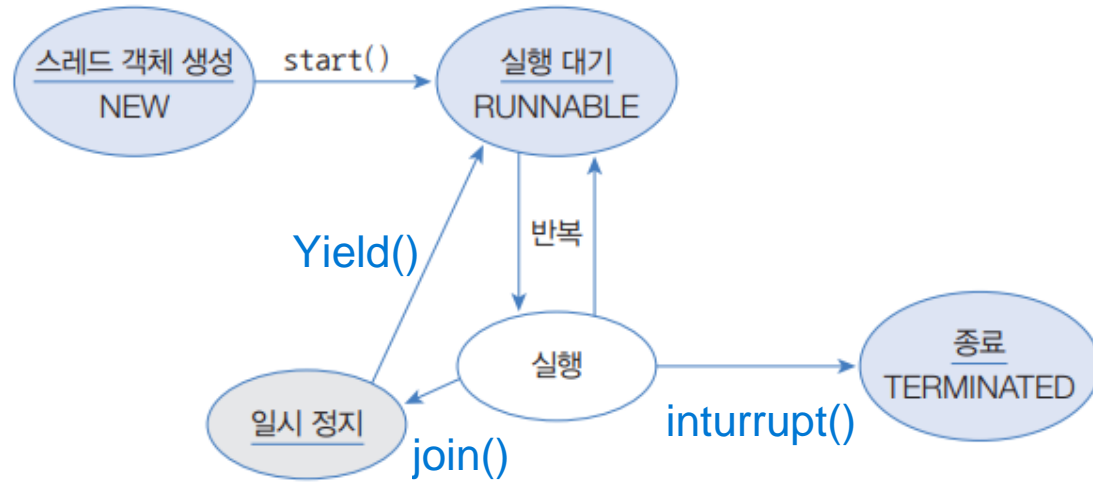 스레드 객체 생성
NEW
start()
실행 대기
RUNNABLE
Yield()
반복
실행
종료
TERMINATED
일시 정지
join()
inturrupt()